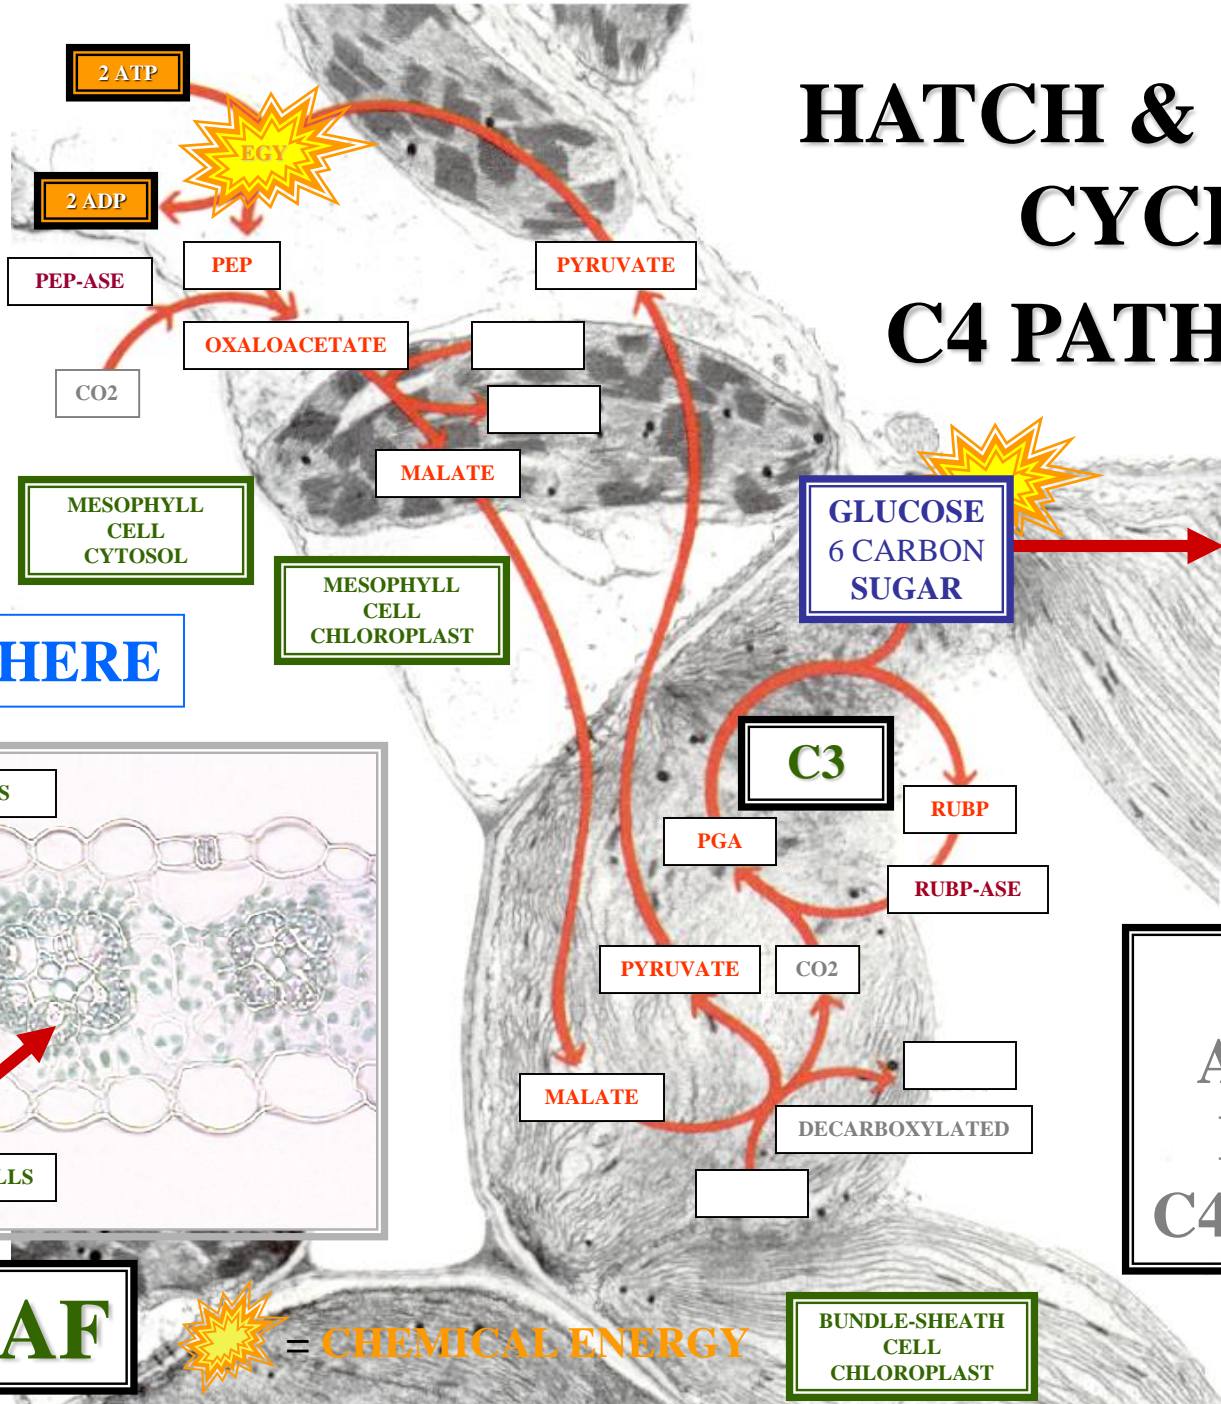 2 ATP
EGY
2 ADP
HATCH &
C4 PATH
PEP-ASE
PEP
PYRUVATE
OXALOACETATE
CO2
MALATE
MESOPHYLL
CELL
CYTOSOL
MESOPHYLL
CELL
CHLOROPLAST
GLUCOSE
6 CARBON
SUGAR
HERE
C3
S
RUBP
PGA
RUBP-ASE
PYRUVATE
CO2
MALATE
DECARBOXYLATED
LLS
C4
AF
= CHEMICAL ENERGY
BUNDLE-SHEATH
CELL
CHLOROPLAST